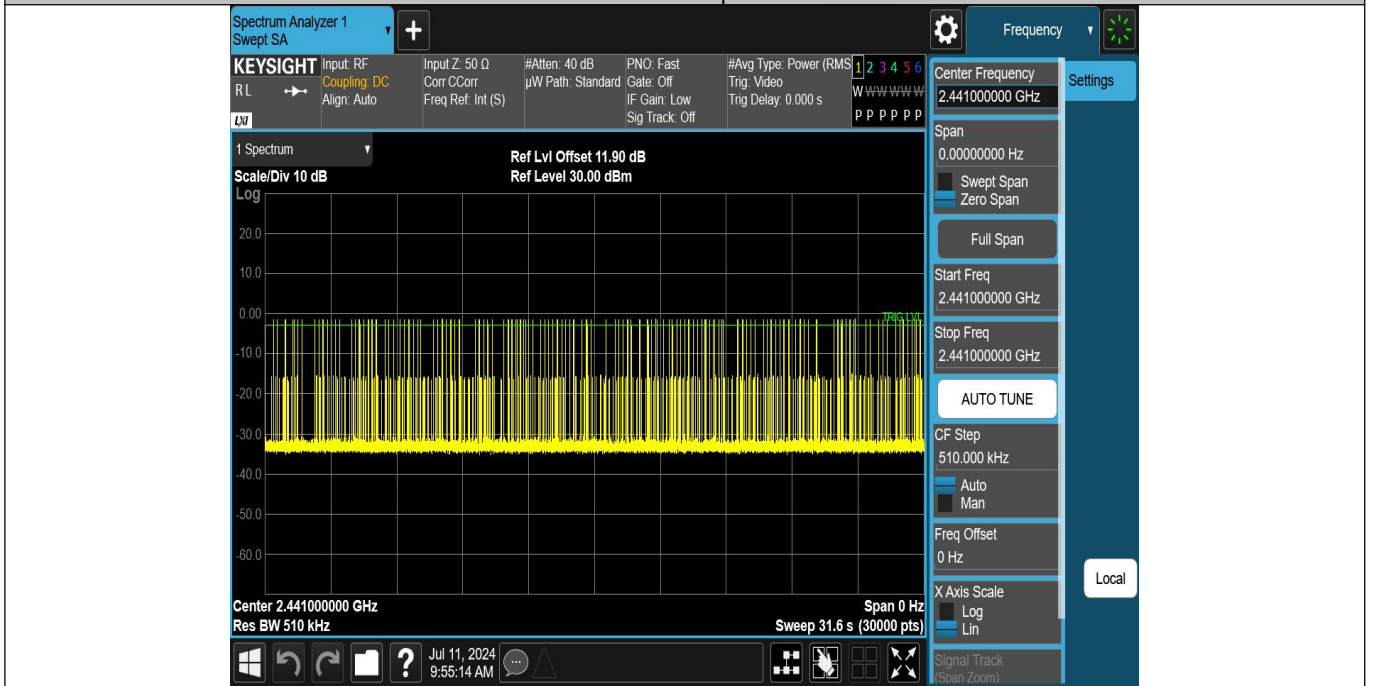 Spectrum Analyzer 1
Swept SA
+
Frequency
KEYSIGHT
RL
LXI
Input: RF
Coupling: DC
Align: Auto
Input Z: 50 Ω
Corr CCorr
Freq Ref: Int (S)
#Atten: 40 dB
µW Path: Standard
PNO: Fast
Gate: Off
IF Gain: Low
Sig Track: Off
#Avg Type: Power (RMS
Trig: Video
Trig Delay: 0.000 s
1 2 3 4 5 6
W W W W W W
P P P P P P
Center Frequency
2.441000000 GHz
Settings
Span
0.00000000 Hz
Swept Span
Zero Span
Full Span
Start Freq
2.441000000 GHz
Stop Freq
2.441000000 GHz
AUTO TUNE
CF Step
510.000 kHz
Auto
Man
Freq Offset
0 Hz
X Axis Scale
Log
Lin
Signal Track
(Span Zoom)
Local
1 Spectrum
Scale/Div 10 dB
Ref Lvl Offset 11.90 dB
Ref Level 30.00 dBm
Log
20.0
10.0
0.00
-10.0
-20.0
-30.0
-40.0
-50.0
-60.0
TRIG LVL
Center 2.441000000 GHz
Span 0 Hz
Res BW 510 kHz
Sweep 31.6 s (30000 pts)
?
Jul 11, 2024
9:55:14 AM